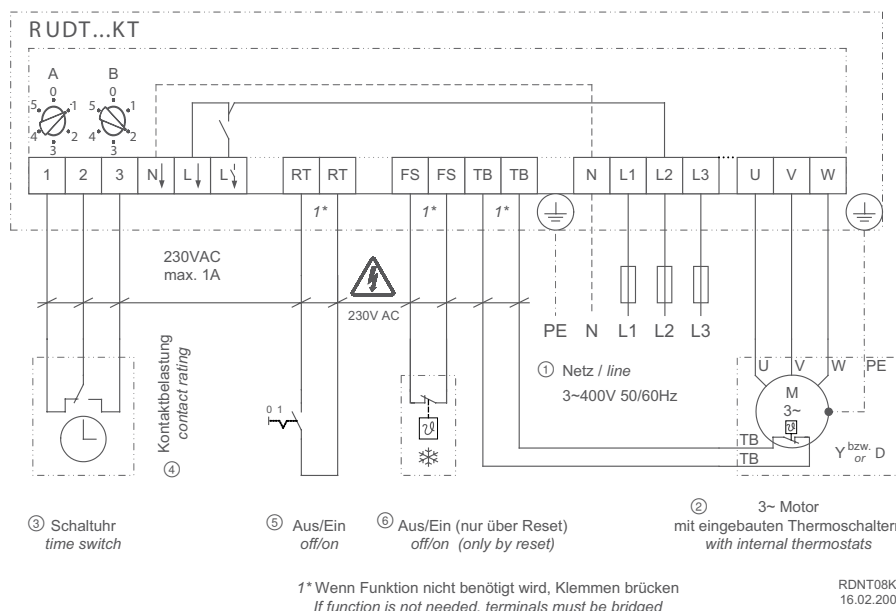 RUDT...KT
A B
0 0
5 1 5 1
4 2 4 2
3 3
1 2 3 N L L RT RT FS FS TB TB N L1 L2 L3 U V W
1* 1* 1*
230VAC
max. 1A
230V AC
PE N L1 L2 L3
① Netz / line
3~400V 50/60Hz
U V W PE
M
3~
ϑ
TB
TB
Y bzw. or D
④ Kontaktbelastung
contact rating
0 1
ϑ
③ Schaltuhr
time switch
⑤ Aus/Ein
off/on
⑥ Aus/Ein (nur über Reset)
off/on (only by reset)
② 3~ Motor
mit eingebauten Thermoschaltern
with internal thermostats
1* Wenn Funktion nicht benötigt wird, Klemmen brücken
If function is not needed, terminals must be bridged
RDNT08K
16.02.200